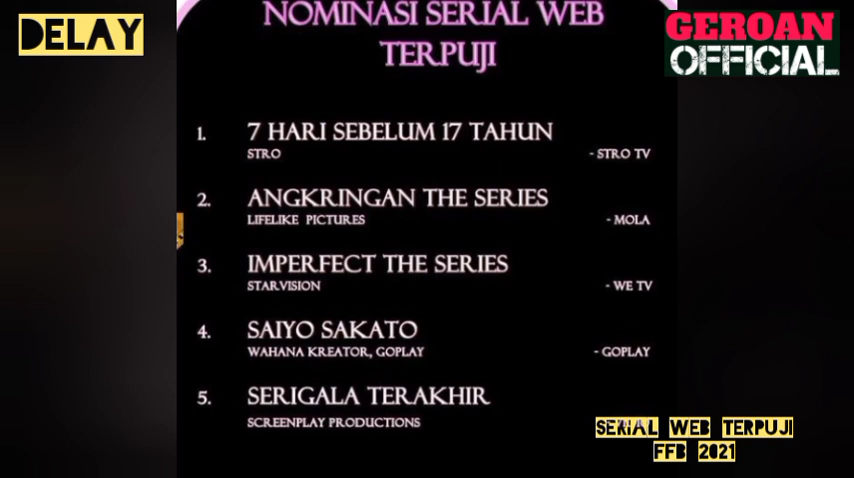 DELAY
GEROAN
OFFICIAL
NOMINASI SERIAL WEB
TERPUJI
1. 7 HARI SEBELUM 17 TAHUN
STRO - STRO TV
2. ANGKRINGAN THE SERIES
LIFELIKE PICTURES - MOLA
3. IMPERFECT THE SERIES
STARVISION - WE TV
4. SAIYO SAKATO
WAHANA KREATOR, GOPLAY - GOPLAY
5. SERIGALA TERAKHIR
SCREENPLAY PRODUCTIONS
SERIAL WEB TERPUJI
FFB 2021